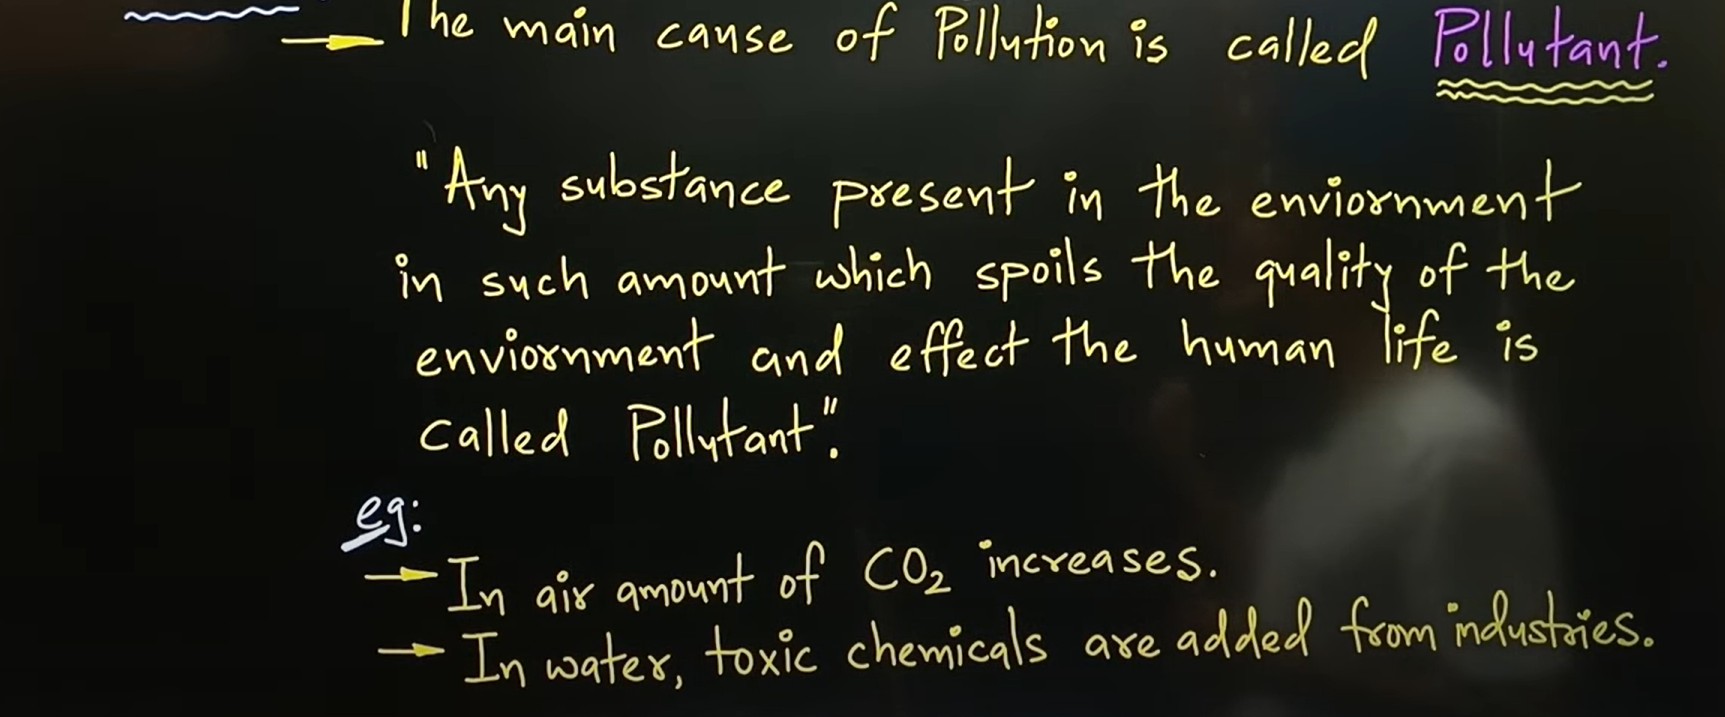 → The main cause of Pollution is called Pollutant.
"Any substance present in the enviornment
in such amount which spoils the quality of the
enviornment and effect the human life is
called Pollutant".
eg:
→ In air amount of CO₂ increases.
→ In water, toxic chemicals are added from industries.